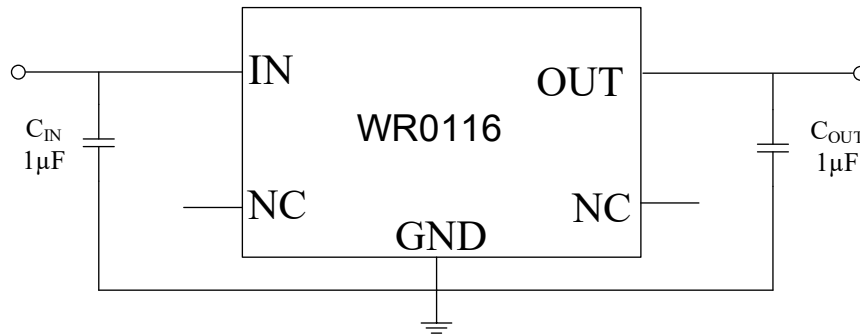 IN
OUT
WR0116
C_IN
1µF
C_OUT
1µF
NC
NC
GND